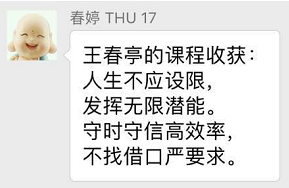 春婷 THU 17
王春亭的课程收获：
人生不应设限，
发挥无限潜能。
守时守信高效率，
不找借口严要求。